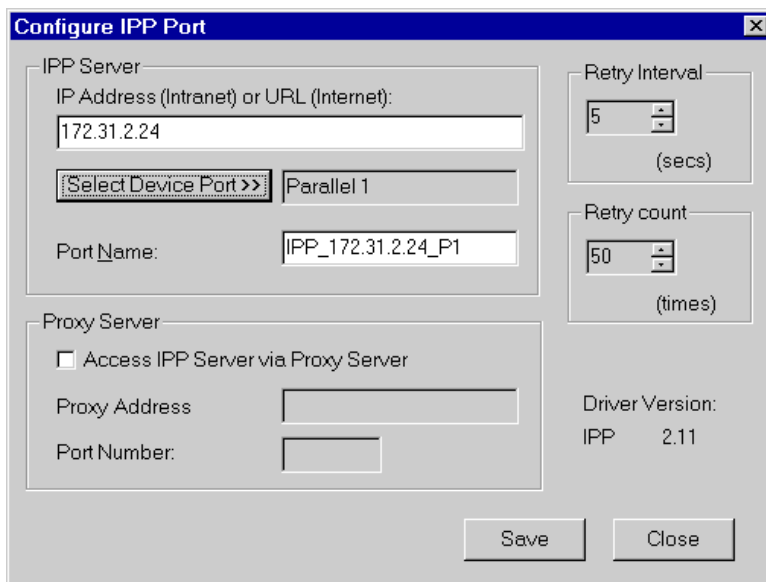 Configure IPP Port
IPP Server
IP Address (Intranet) or URL (Internet):
172.31.2.24
Select Device Port >> Parallel 1
Port Name: IPP_172.31.2.24_P1
Proxy Server
Access IPP Server via Proxy Server
Proxy Address
Port Number:
Retry Interval
5
(secs)
Retry count
50
(times)
Driver Version:
IPP 2.11
Save Close